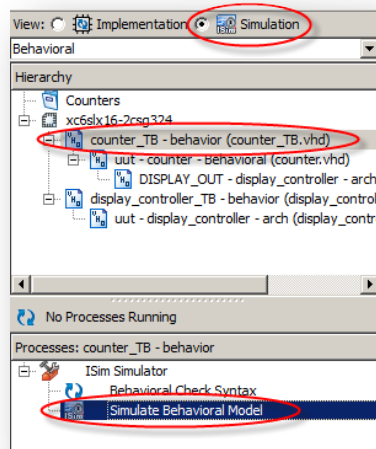 View: Implementation Simulation
Behavioral
Hierarchy
Counters
xc6slx16-2csg324
counter_TB - behavior (counter_TB.vhd)
uut - counter - Behavioral (counter.vhd)
DISPLAY_OUT - display_controller - arch
display_controller_TB - behavior (display_control
uut - display_controller - arch (display_contr
No Processes Running
Processes: counter_TB - behavior
ISim Simulator
Behavioral Check Syntax
Simulate Behavioral Model